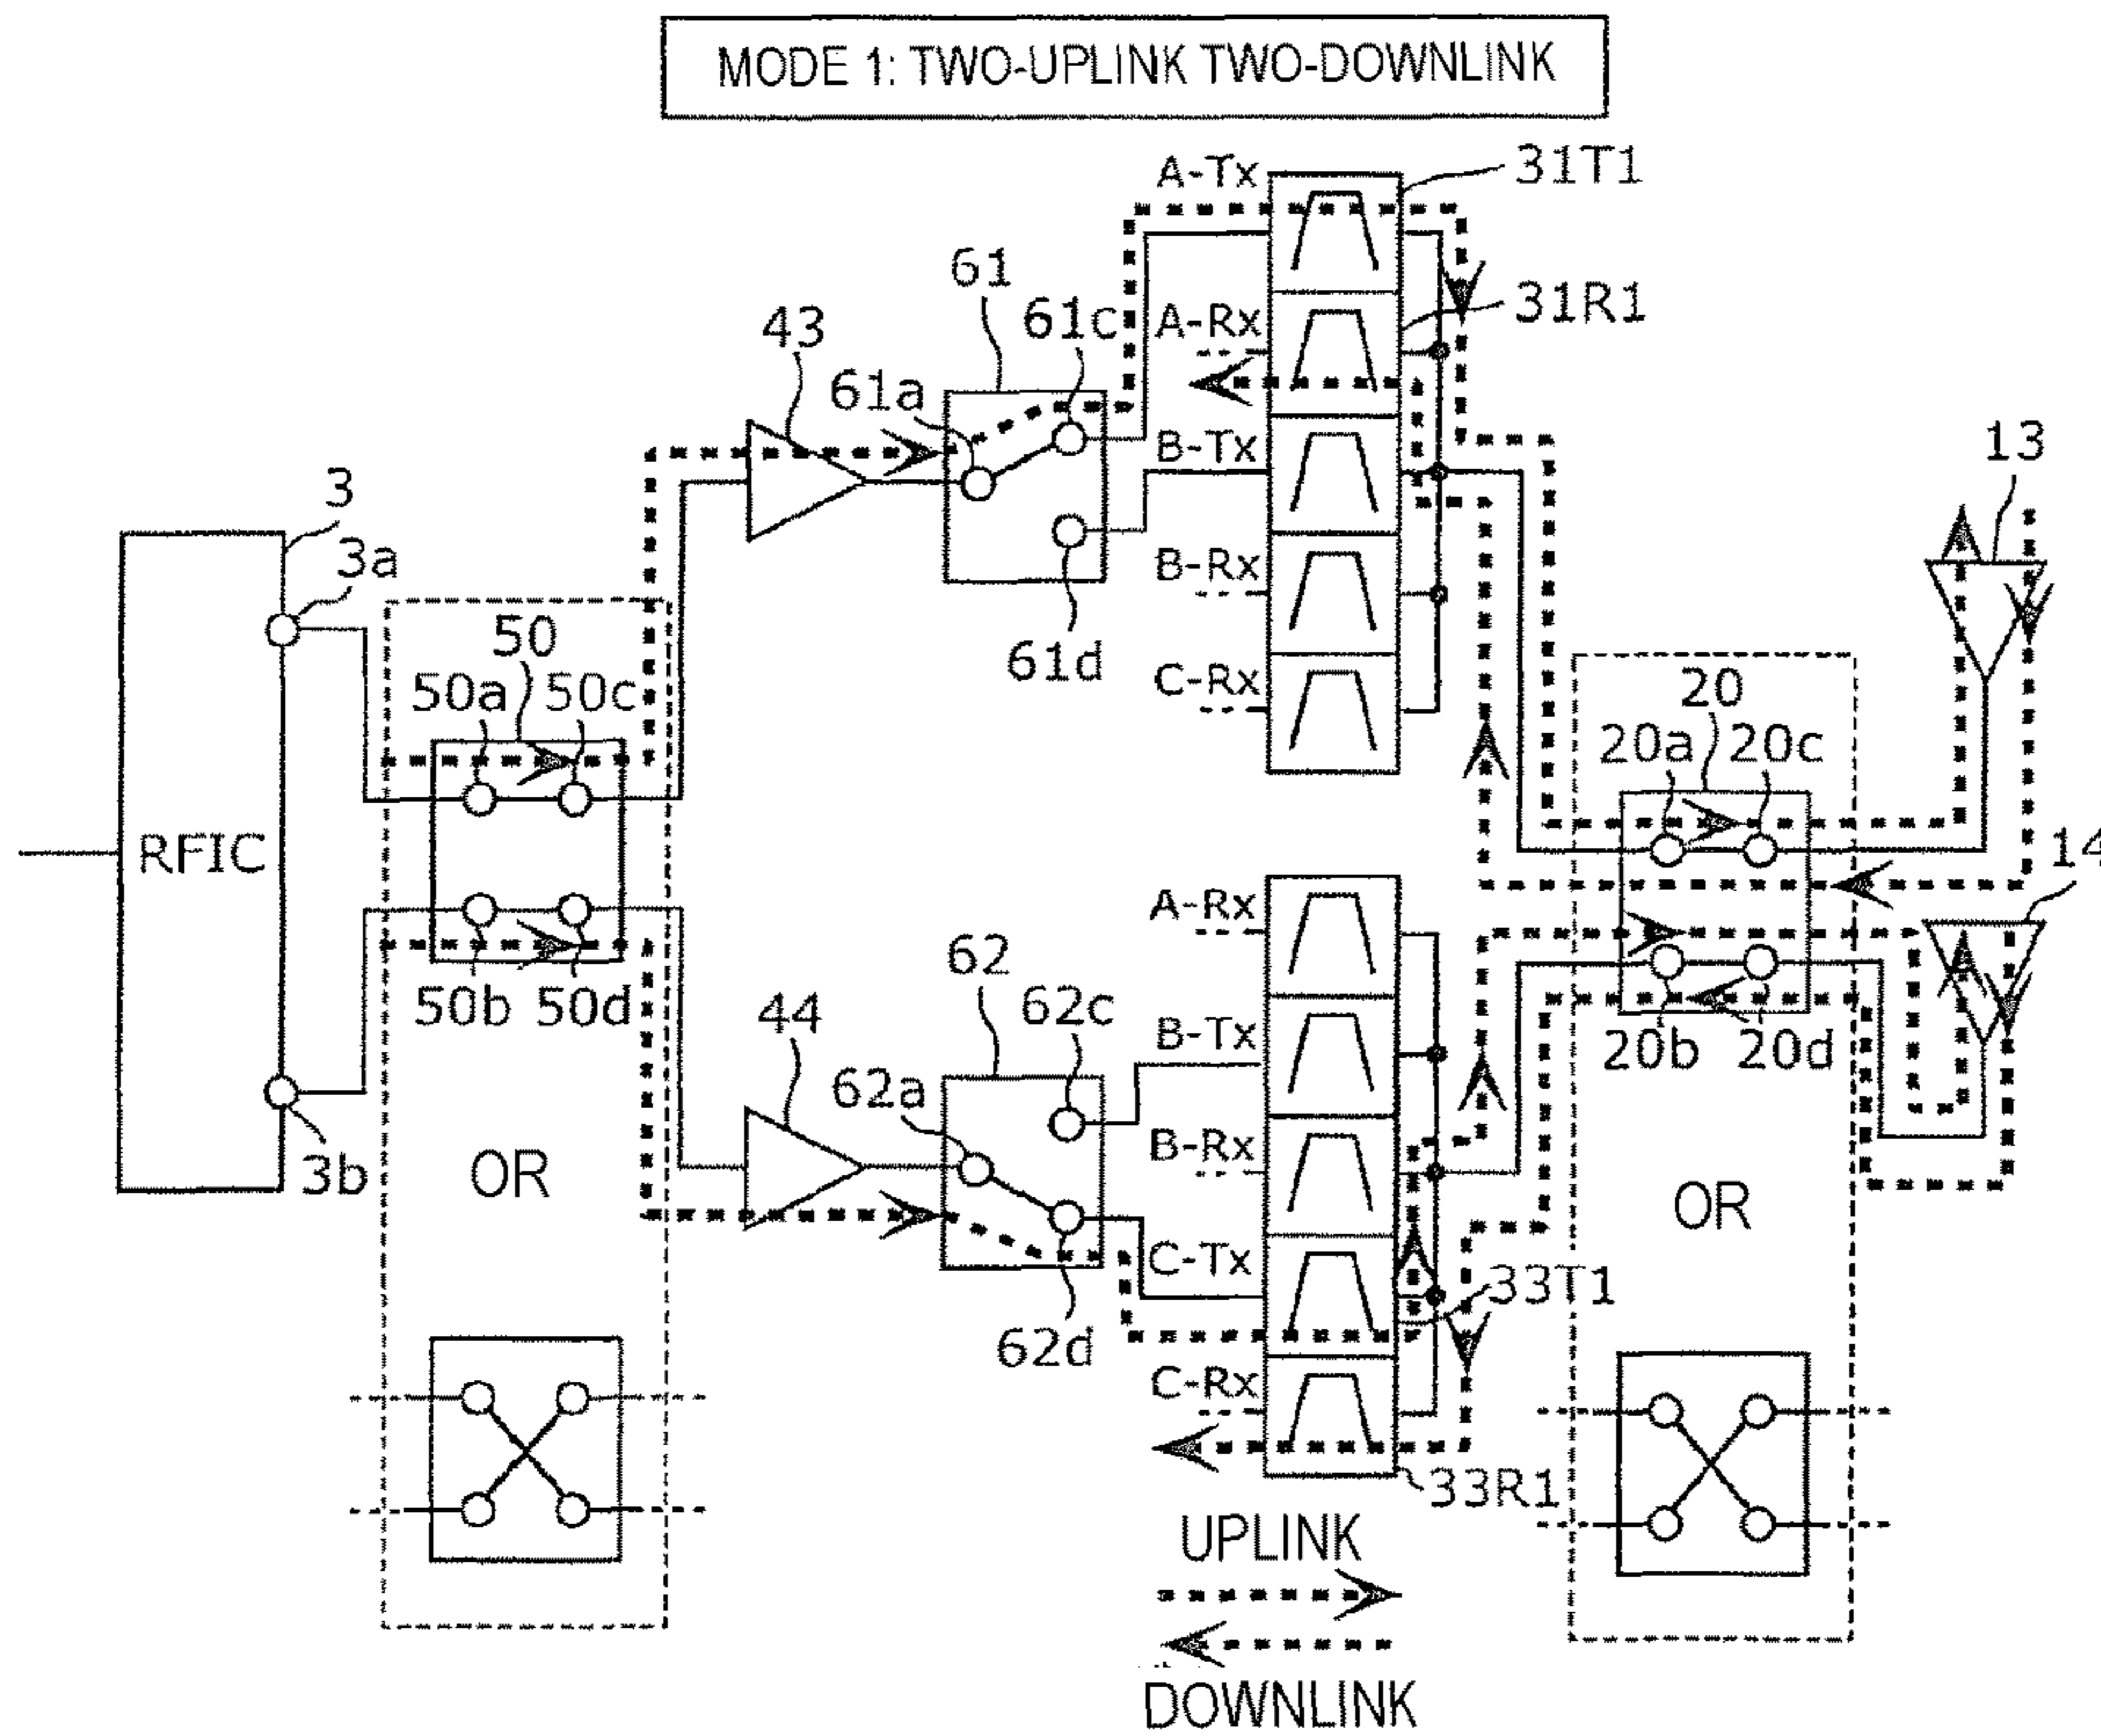 MODE 1: TWO-UPLINK TWO-DOWNLINK
A-Tx
31T1
61
61c
A-Rx
31R1
43
61a
B-Tx
13
3
3a
B-Rx
50
61d
50a
50c
C-Rx
20
20a
20c
RFIC
14
A-Rx
62
50b
50d
44
62c
B-Tx
20b
20d
62a
B-Rx
3b
OR
OR
C-Tx
33T1
62d
C-Rx
33R1
UPLINK
DOWNLINK